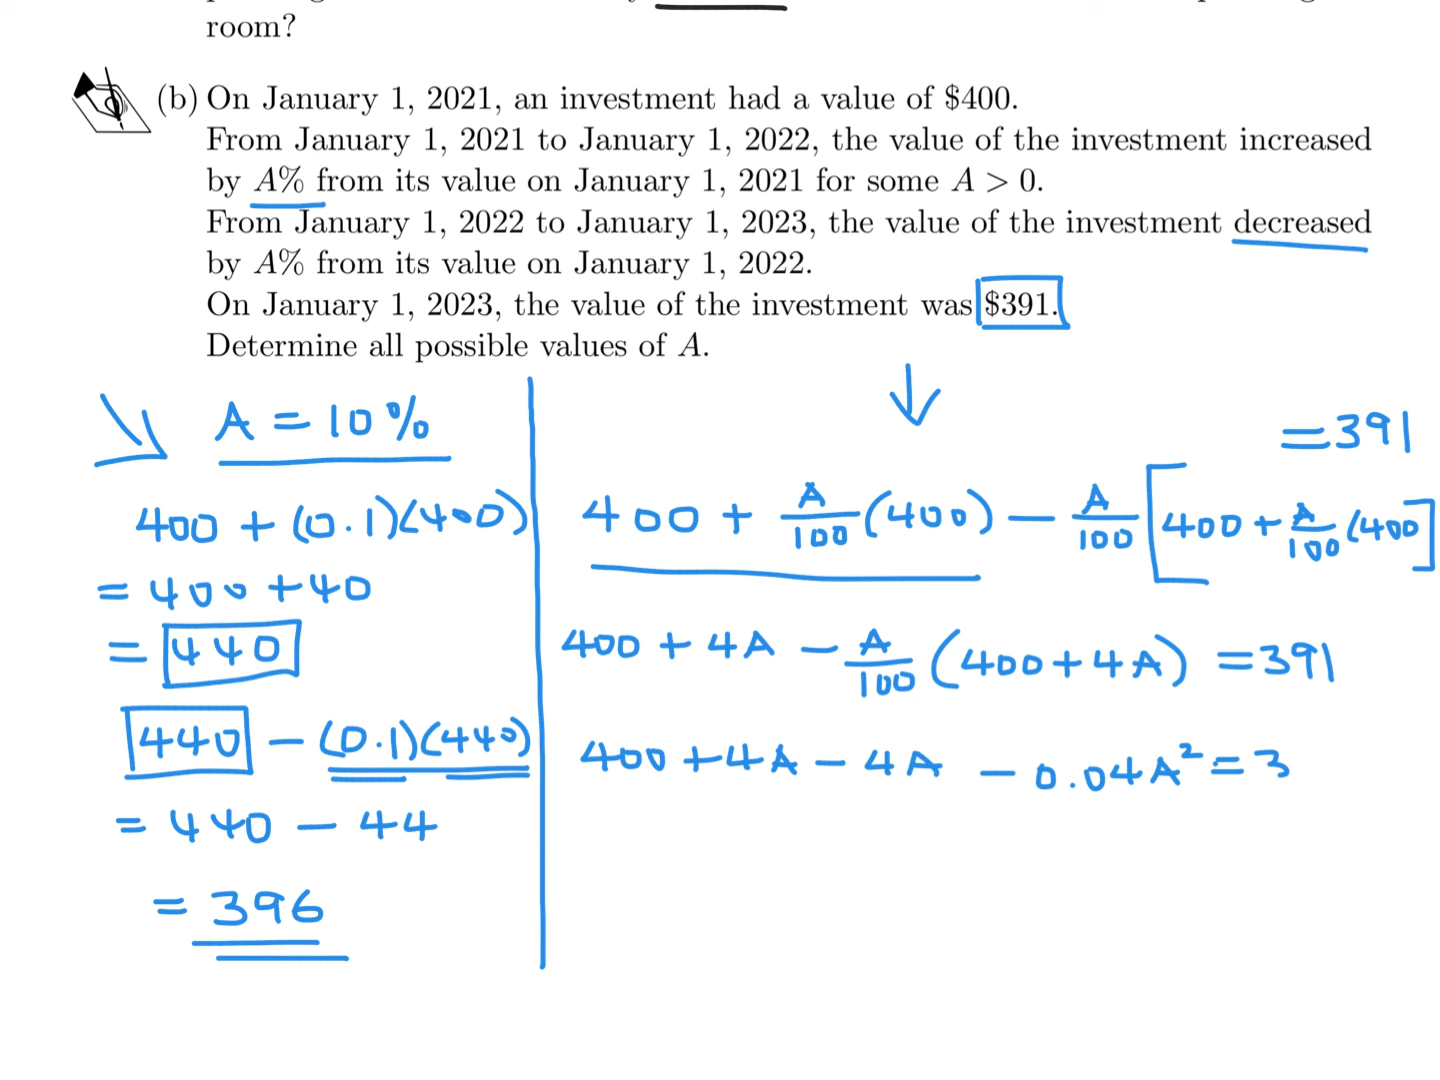 room?
(b) On January 1, 2021, an investment had a value of $400.
From January 1, 2021 to January 1, 2022, the value of the investment increased
by A% from its value on January 1, 2021 for some A > 0.
From January 1, 2022 to January 1, 2023, the value of the investment decreased
by A% from its value on January 1, 2022.
On January 1, 2023, the value of the investment was $391.
Determine all possible values of A.
A = 10%
400 + (0.1)(400)
= 400 + 40
= 440
440 - (0.1)(440)
= 440 - 44
= 396
= 391
400 + A/100 (400) - A/100 [400 + A/100 (400]
400 + 4A - A/100 (400 + 4A) = 391
400 + 4A - 4A - 0.04A² = 3